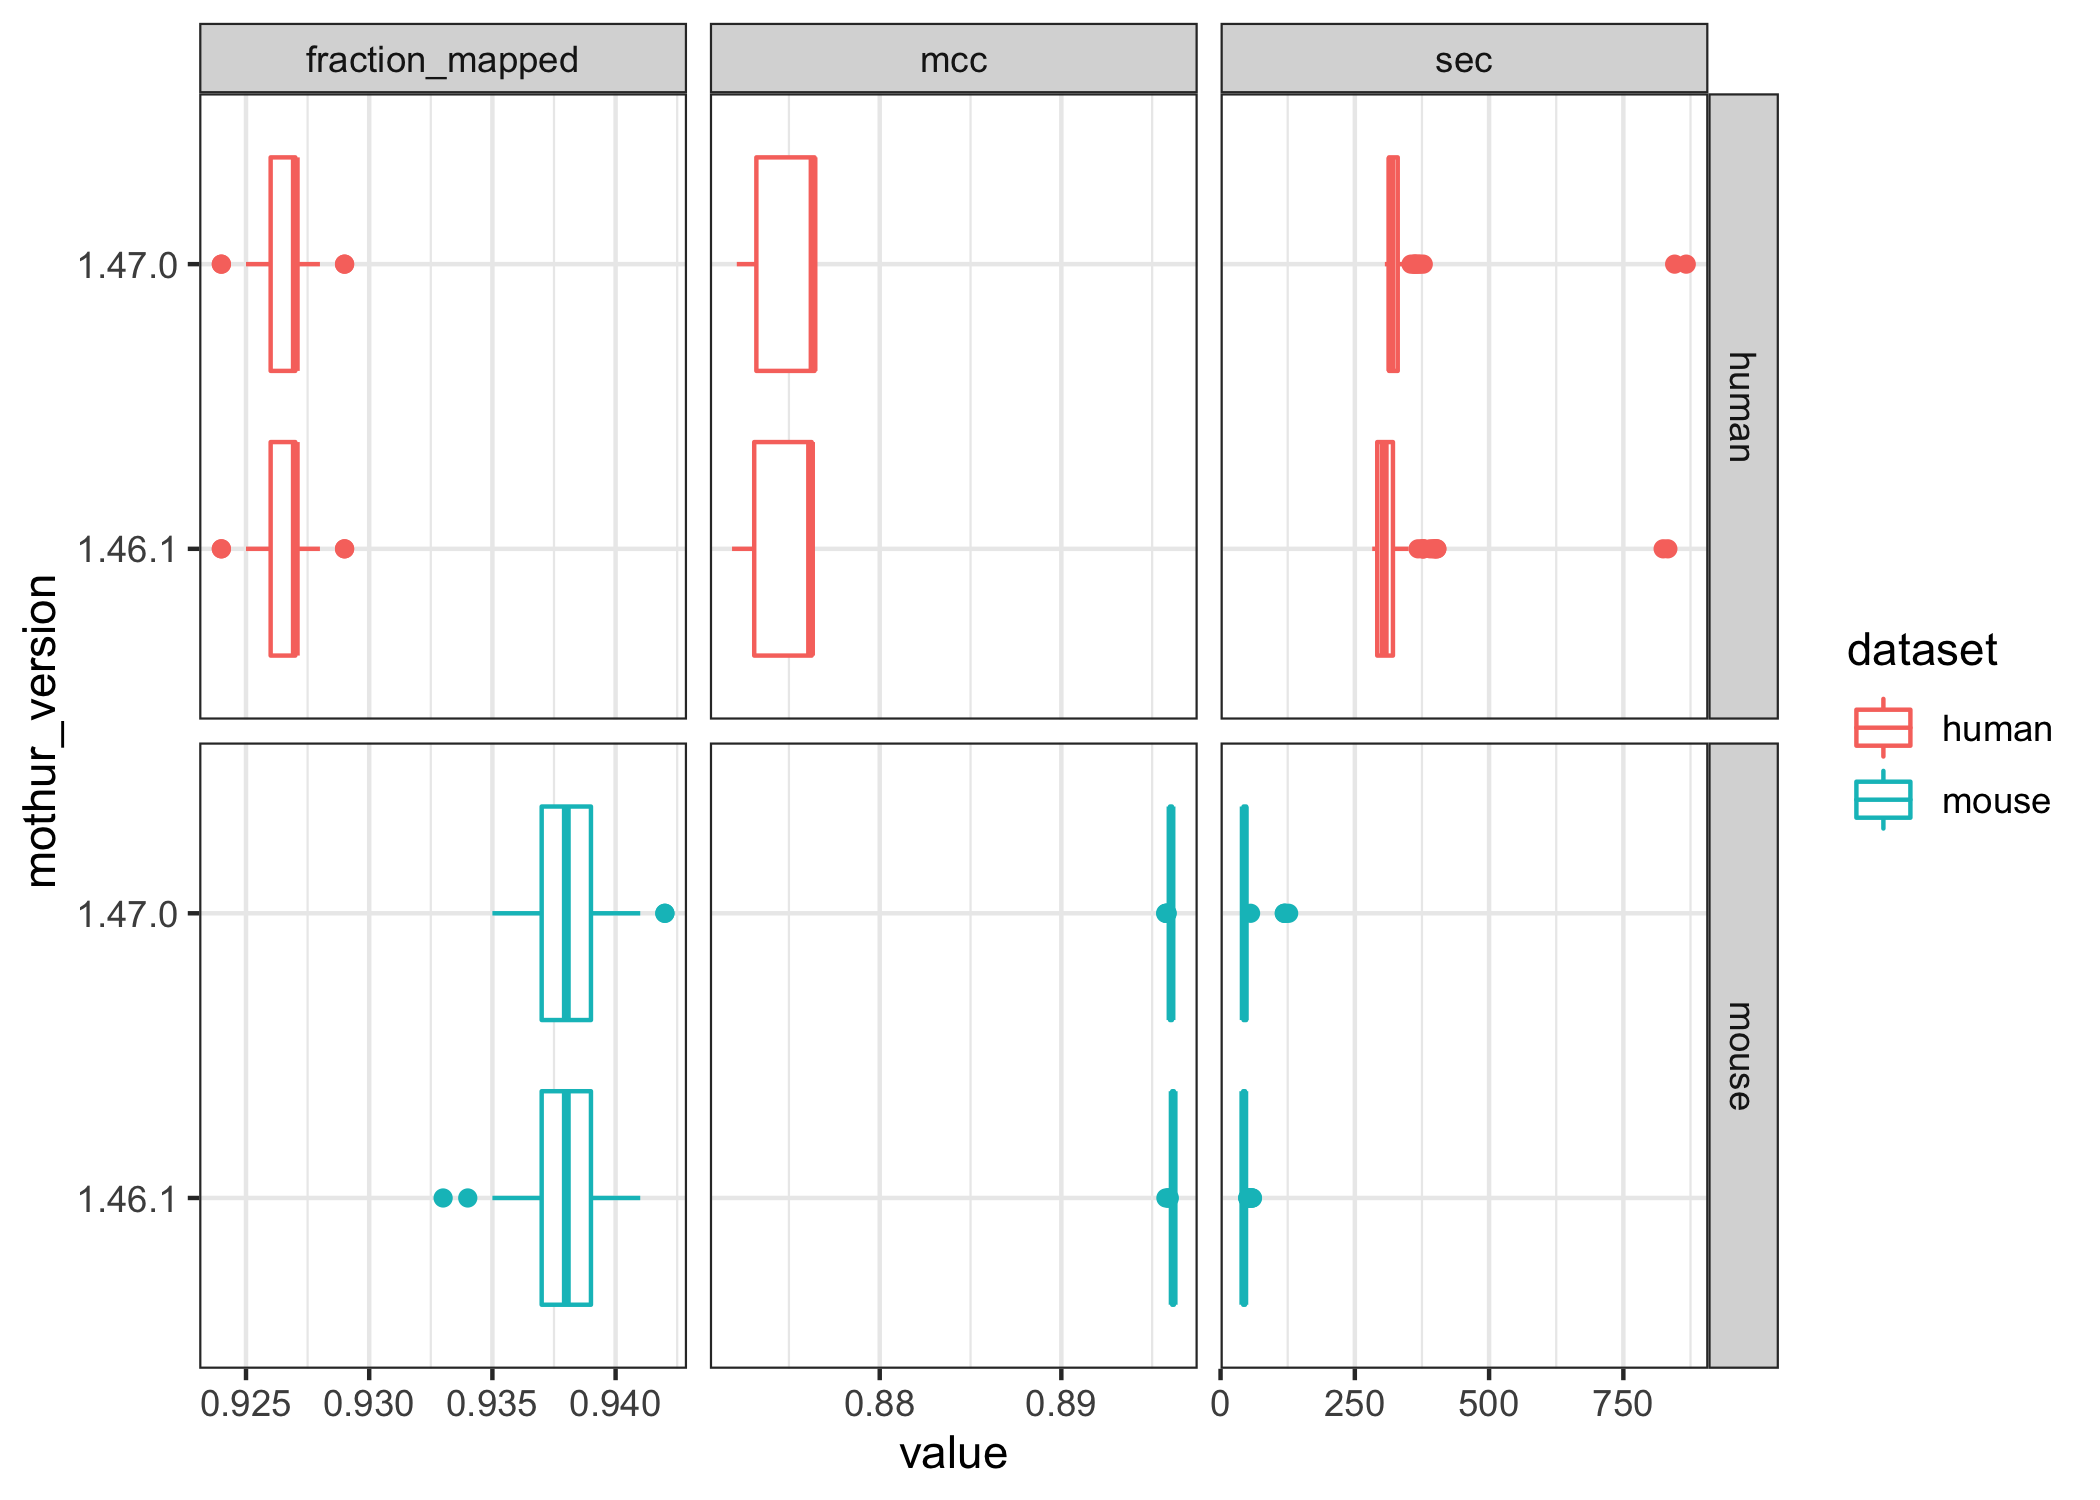 fraction_mapped mcc sec
1.47.0
1.46.1
human
mothur_version
1.47.0
1.46.1
mouse
0.925 0.930 0.935 0.940 0.88 0.89 0 250 500 750
value
dataset
human
mouse